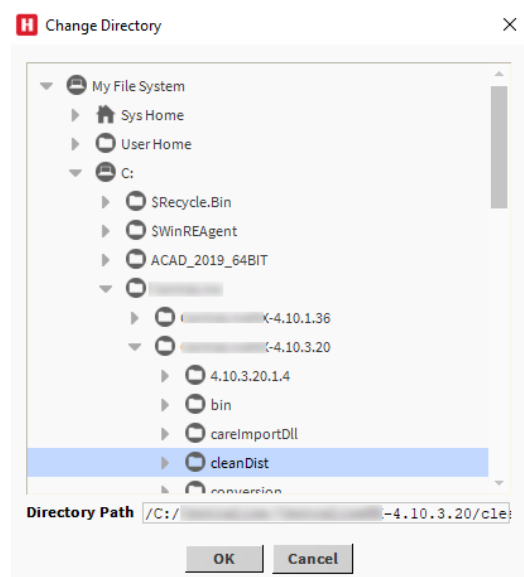 H Change Directory
My File System
Sys Home
User Home
C:
$Recycle.Bin
$WinREAgent
ACAD_2019_64BIT
X-4.10.1.36
-4.10.3.20
4.10.3.20.1.4
bin
careImportDll
cleanDist
conversion
Directory Path /C:/ -4.10.3.20/cle
OK Cancel